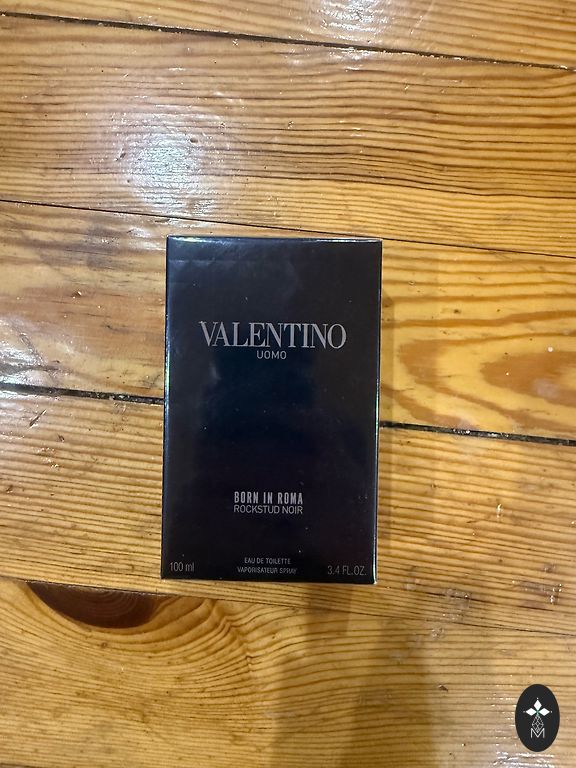 VALENTINO
UOMO
BORN IN ROMA
ROCKSTUD NOIR
EAU DE TOILETTE
100 ml VAPORISATEUR SPRAY 3.4 FL.OZ.
M